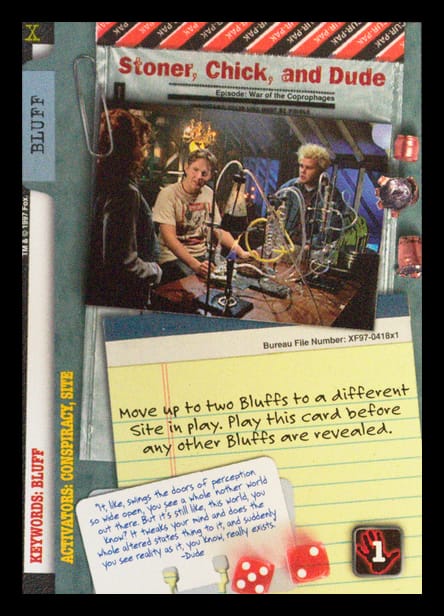 X
BLUFF
TM & © 1997 Fox.
KEYWORDS: BLUFF
ACTIVATORS: CONSPIRACY, SITE
CUR-PAK
Stoner, Chick, and Dude
Episode: War of the Coprophages
Bureau File Number: XF97-0418x1
Move up to two Bluffs to a different
Site in play. Play this card before
any other Bluffs are revealed.
"It, like, swings the doors of perception
so wide open, you see a whole nother world
out there. But it's still like, this world, you
know? It tweaks your mind and does the
whole altered states thing to it, and suddenly
you see reality as it, you know, really exists."
-Dude
1